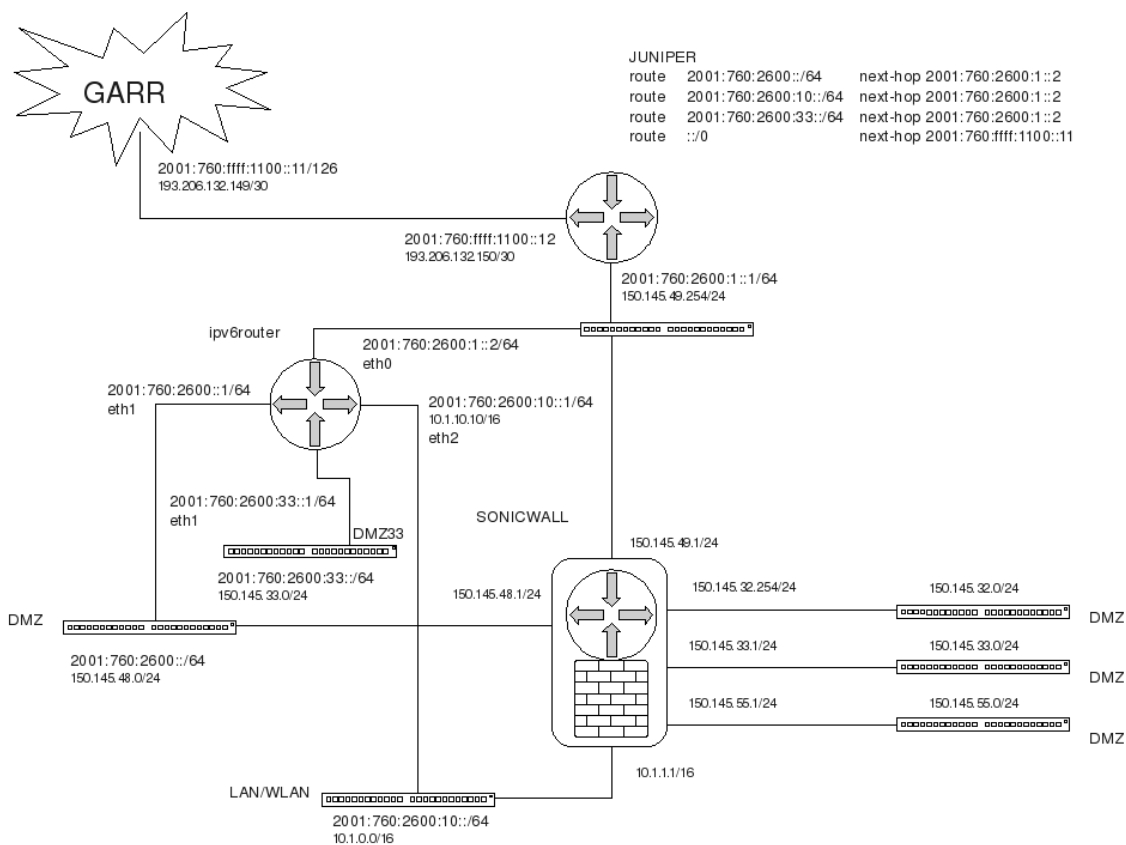 GARR
JUNIPER
route 2001:760:2600::/64 next-hop 2001:760:2600:1::2
route 2001:760:2600:10::/64 next-hop 2001:760:2600:1::2
route 2001:760:2600:33::/64 next-hop 2001:760:2600:1::2
route ::/0 next-hop 2001:760:ffff:1100::11
2001:760:ffff:1100::11/126
193.206.132.149/30
2001:760:ffff:1100::12
193.206.132.150/30
2001:760:2600:1::1/64
150.145.49.254/24
ipv6router
2001:760:2600:1::2/64
eth0
2001:760:2600::1/64
eth1
2001:760:2600:10::1/64
10.1.10.10/16
eth2
2001:760:2600:33::1/64
eth1
DMZ33
2001:760:2600:33::/64
150.145.33.0/24
SONICWALL
150.145.49.1/24
150.145.48.1/24
150.145.32.254/24
150.145.32.0/24
DMZ
DMZ
2001:760:2600::/64
150.145.48.0/24
150.145.33.1/24
150.145.33.0/24
DMZ
150.145.55.1/24
150.145.55.0/24
DMZ
10.1.1.1/16
LAN/WLAN
2001:760:2600:10::/64
10.1.0.0/16